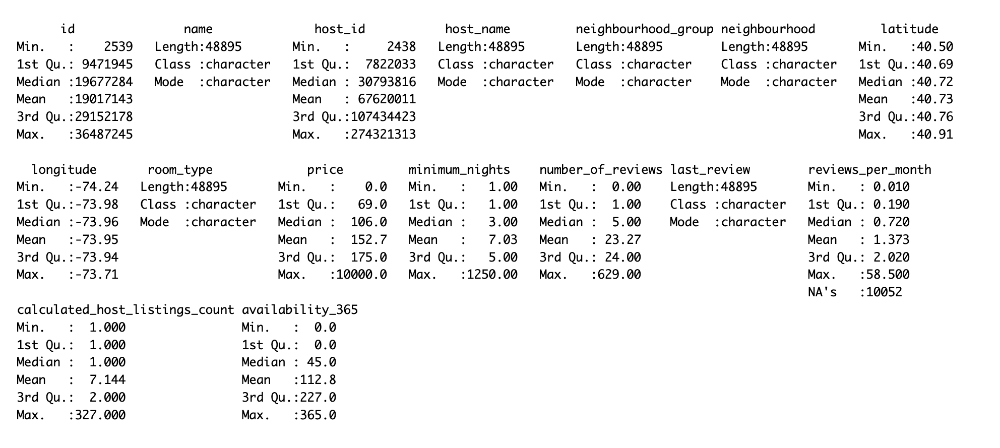 id               name              host_id           host_name         neighbourhood_group neighbourhood         latitude
Min.   :    2539   Length:48895       Min.   :     2438   Length:48895       Length:48895        Length:48895       Min.   :40.50
1st Qu.: 9471945   Class :character   1st Qu.:  7822033   Class :character   Class :character    Class :character   1st Qu.:40.69
Median :19677284   Mode  :character   Median : 30793816   Mode  :character   Mode  :character    Mode  :character   Median :40.72
Mean   :19017143                      Mean   : 67620011                                                             Mean   :40.73
3rd Qu.:29152178                      3rd Qu.:107434423                                                             3rd Qu.:40.76
Max.   :36487245                      Max.   :274321313                                                             Max.   :40.91
  longitude       room_type             price         minimum_nights    number_of_reviews last_review        reviews_per_month
Min.   :-74.24   Length:48895       Min.   :    0.0   Min.   :   1.00   Min.   :  0.00    Length:48895       Min.   : 0.010
1st Qu.:-73.98   Class :character   1st Qu.:   69.0   1st Qu.:   1.00   1st Qu.:  1.00    Class :character   1st Qu.: 0.190
Median :-73.96   Mode  :character   Median :  106.0   Median :   3.00   Median :  5.00    Mode  :character   Median : 0.720
Mean   :-73.95                      Mean   :  152.7   Mean   :   7.03   Mean   : 23.27                       Mean   : 1.373
3rd Qu.:-73.94                      3rd Qu.:  175.0   3rd Qu.:   5.00   3rd Qu.: 24.00                       3rd Qu.: 2.020
Max.   :-73.71                      Max.   :10000.0   Max.   :1250.00   Max.   :629.00                       Max.   :58.500
                                                                                                             NA's   :10052
calculated_host_listings_count availability_365
Min.   :  1.000                Min.   :  0.0
1st Qu.:  1.000                1st Qu.:  0.0
Median :  1.000                Median : 45.0
Mean   :  7.144                Mean   :112.8
3rd Qu.:  2.000                3rd Qu.:227.0
Max.   :327.000                Max.   :365.0